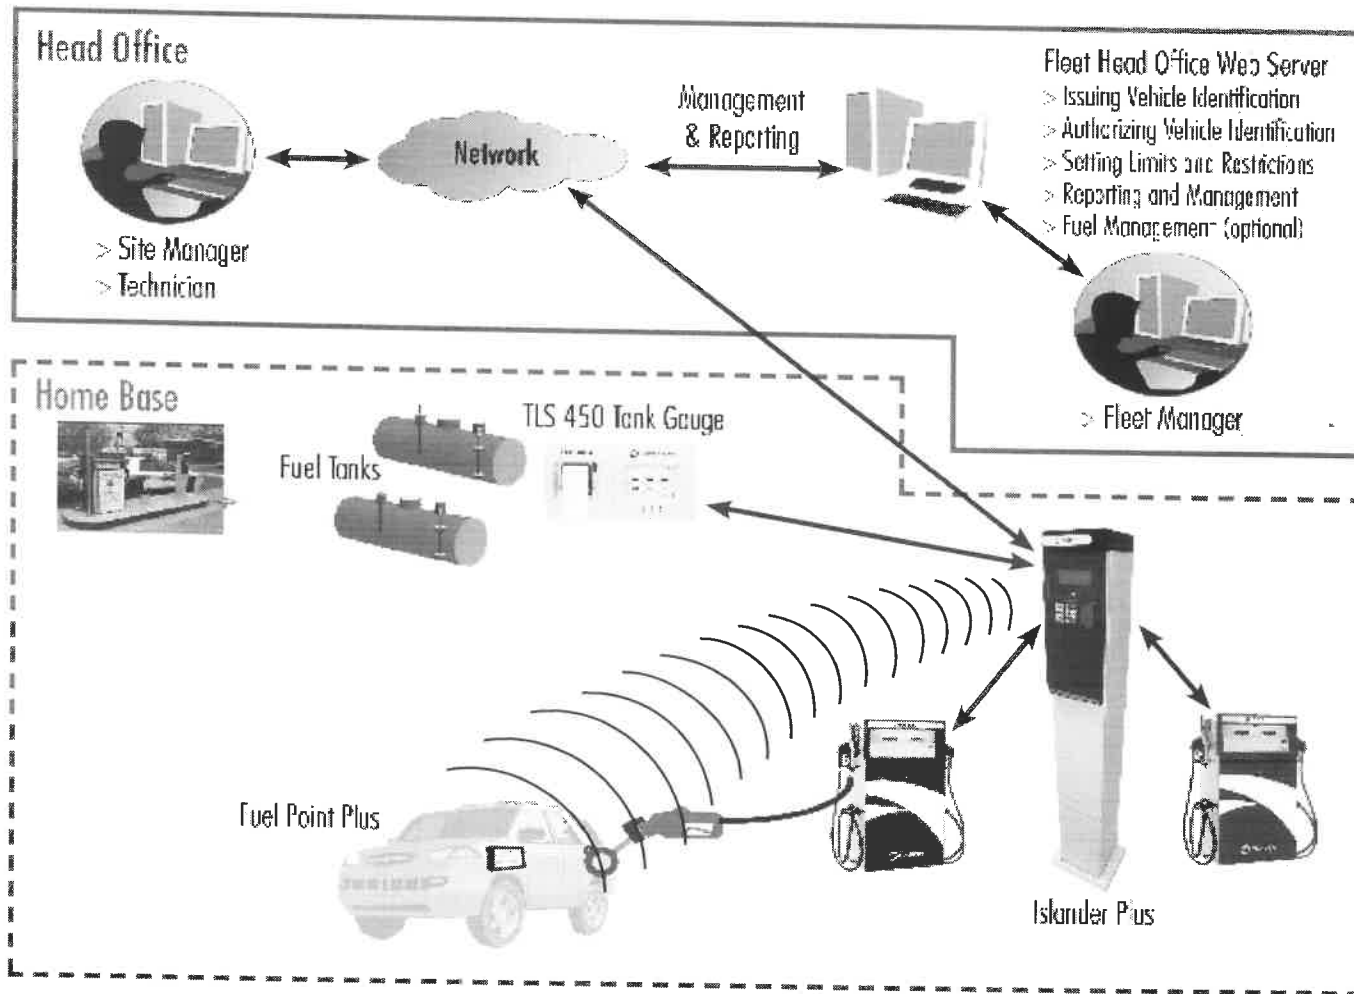 Head Office
Management
& Reporting
Network
> Site Manager
> Technician
Fleet Head Office Web Server
> Issuing Vehicle Identification
> Authorizing Vehicle Identification
> Setting Limits and Restrictions
> Reporting and Management
> Fuel Management (optional)
> Fleet Manager
Home Base
Fuel Tanks
TLS 450 Tank Gauge
Fuel Point Plus
Islander Plus